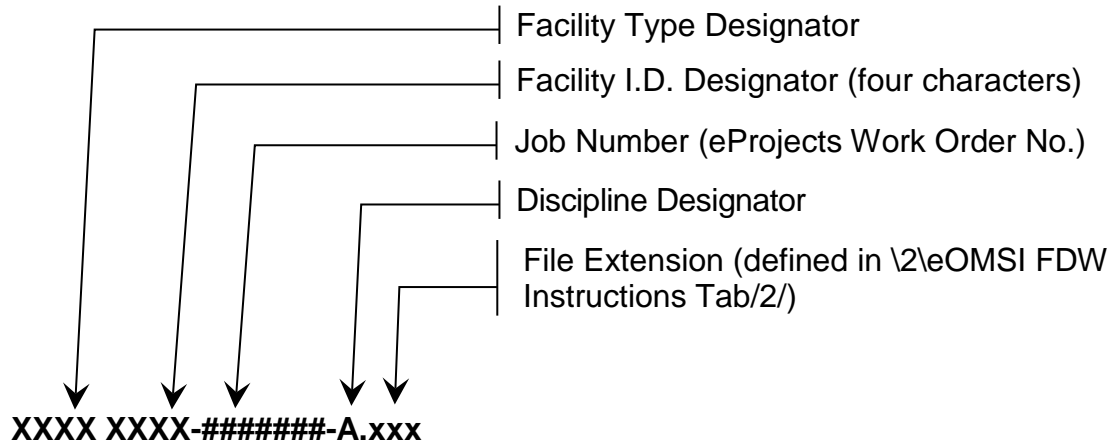 Facility Type Designator
Facility I.D. Designator (four characters)
Job Number (eProjects Work Order No.)
Discipline Designator
File Extension (defined in \2\eOMSI FDW
Instructions Tab/2/)
XXXX XXXX-#######-A.xxx